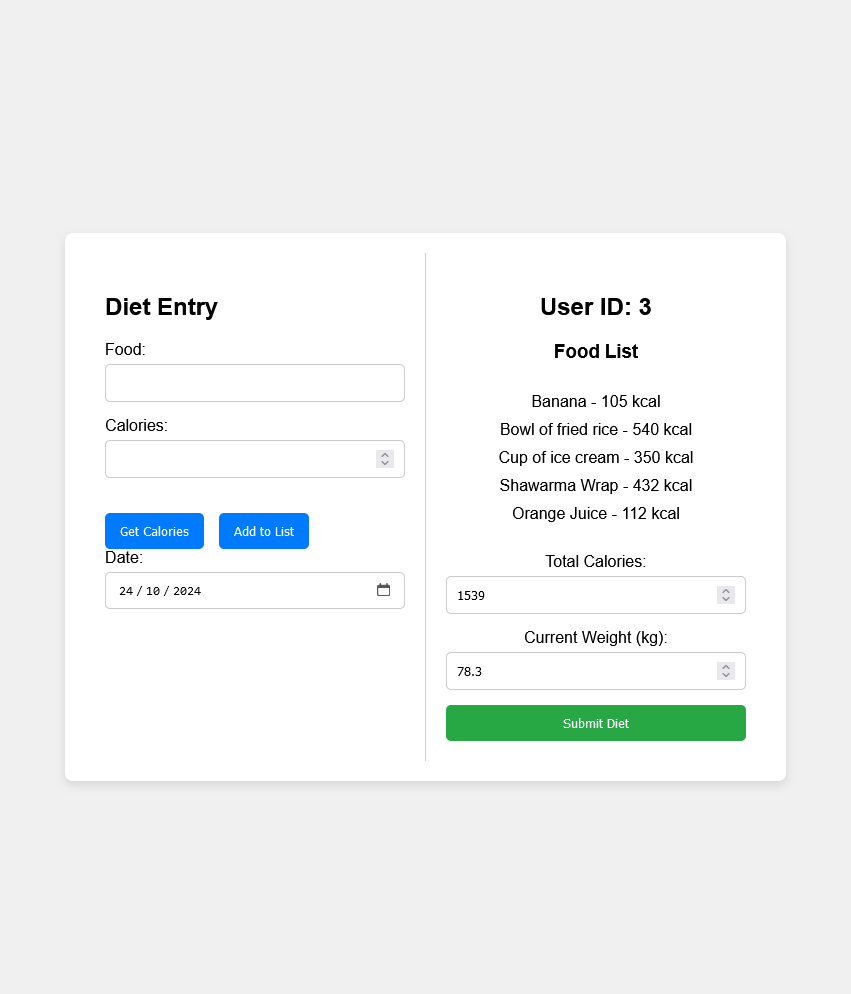 Diet Entry
Food:
Calories:
Get Calories
Add to List
Date:
24 / 10 / 2024
User ID: 3
Food List
Banana - 105 kcal
Bowl of fried rice - 540 kcal
Cup of ice cream - 350 kcal
Shawarma Wrap - 432 kcal
Orange Juice - 112 kcal
Total Calories:
1539
Current Weight (kg):
78.3
Submit Diet